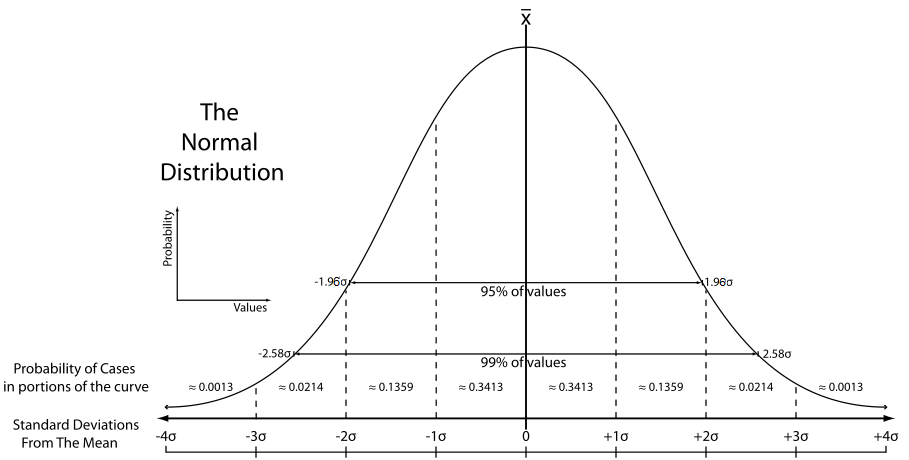 x̅
The
Normal
Distribution
Probability
Values
-1.96σ 1.96σ
95% of values
-2.58σ 2.58σ
99% of values
Probability of Cases
in portions of the curve
≈ 0.0013 ≈ 0.0214 ≈ 0.1359 ≈ 0.3413 ≈ 0.3413 ≈ 0.1359 ≈ 0.0214 ≈ 0.0013
Standard Deviations
From The Mean
-4σ -3σ -2σ -1σ 0 +1σ +2σ +3σ +4σ